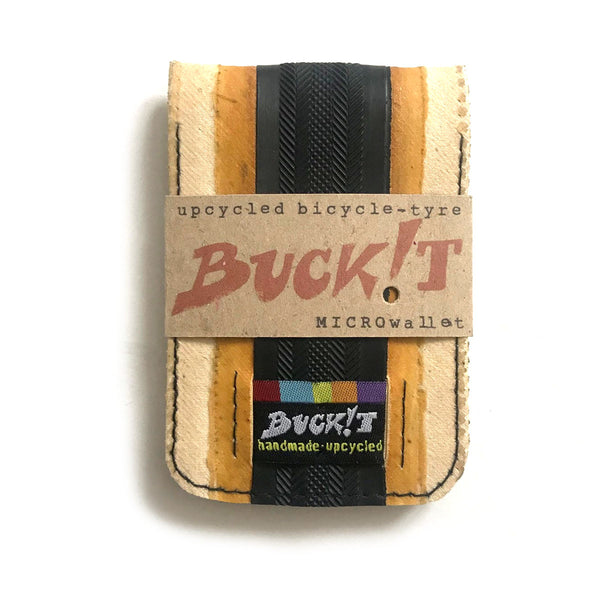 upcycled bicycle-tyre
BUCK!T
MICROwallet
BUCK!T
handmade-upcycled